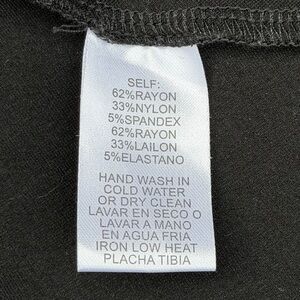 SELF:
62%RAYON
33%NYLON
5%SPANDEX
62%RAYON
33%LAILON
5%ELASTANO
HAND WASH IN
COLD WATER
OR DRY CLEAN
LAVAR EN SECO O
LAVAR A MANO
EN AGUA FRIA
IRON LOW HEAT
PLACHA TIBIA